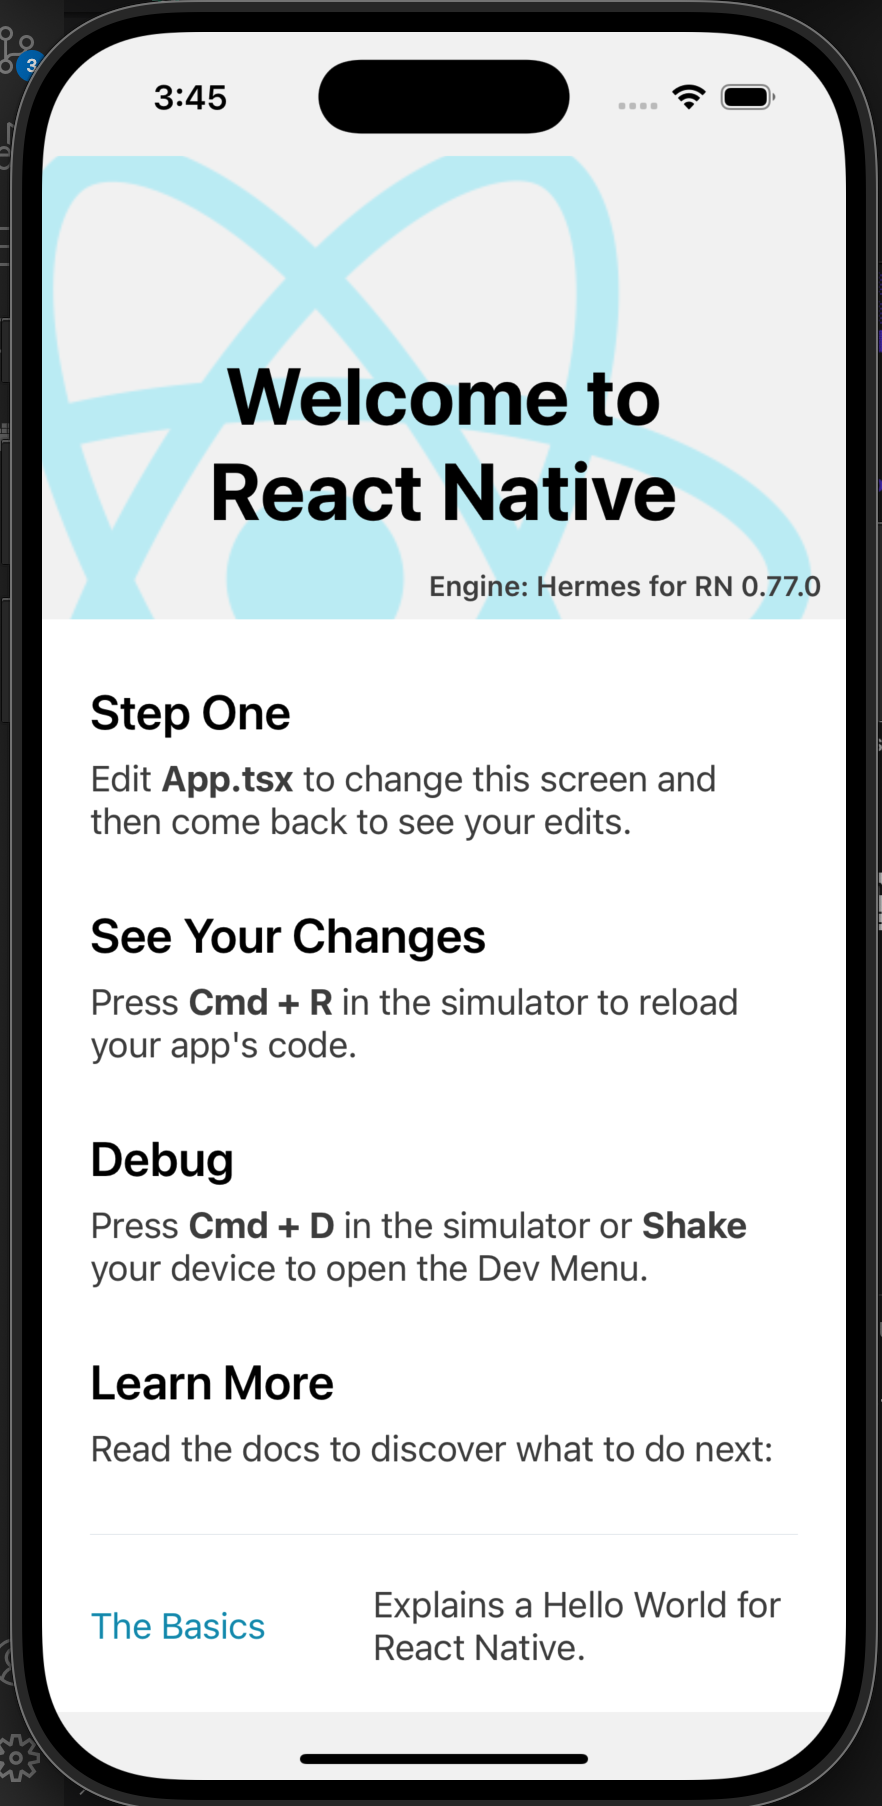 3
3:45
Welcome to
React Native
Engine: Hermes for RN 0.77.0
Step One
Edit App.tsx to change this screen and
then come back to see your edits.
See Your Changes
Press Cmd + R in the simulator to reload
your app's code.
Debug
Press Cmd + D in the simulator or Shake
your device to open the Dev Menu.
Learn More
Read the docs to discover what to do next:
The Basics
Explains a Hello World for
React Native.